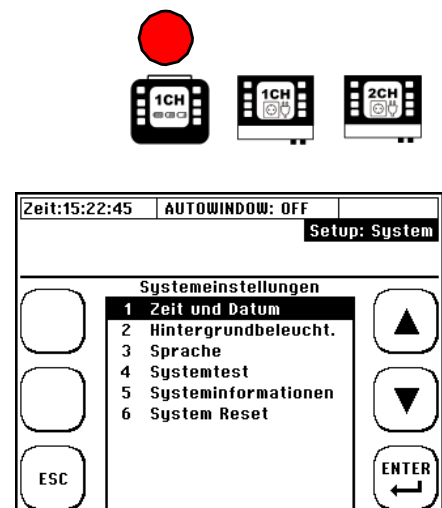 1CH 1CH 2CH
Zeit:15:22:45 AUTOWINDOW: OFF
Setup: System
Systemeinstellungen
1 Zeit und Datum
2 Hintergrundbeleucht.
3 Sprache
4 Systemtest
5 Systeminformationen
6 System Reset
ESC
ENTER